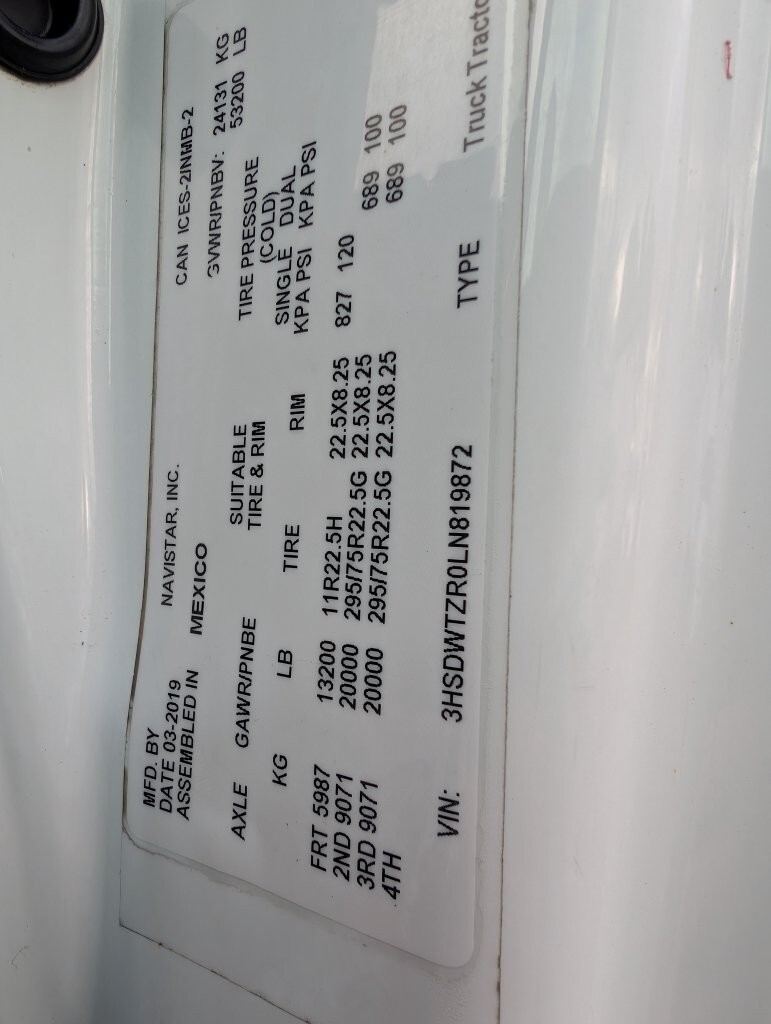 MFD. BY NAVISTAR, INC. CAN ICES-2/NMB-2
DATE 03-2019
ASSEMBLED IN MEXICO GVWR/PNBV: 24131 KG
53200 LB
AXLE GAWR/PNBE SUITABLE TIRE PRESSURE
TIRE & RIM (COLD)
SINGLE DUAL
KG LB TIRE RIM KPA PSI KPA PSI
FRT 5987 13200 11R22.5H 22.5X8.25 827 120
2ND 9071 20000 295/75R22.5G 22.5X8.25 689 100
3RD 9071 20000 295/75R22.5G 22.5X8.25 689 100
4TH
VIN: 3HSDWTZR0LN819872 TYPE Truck Tracto